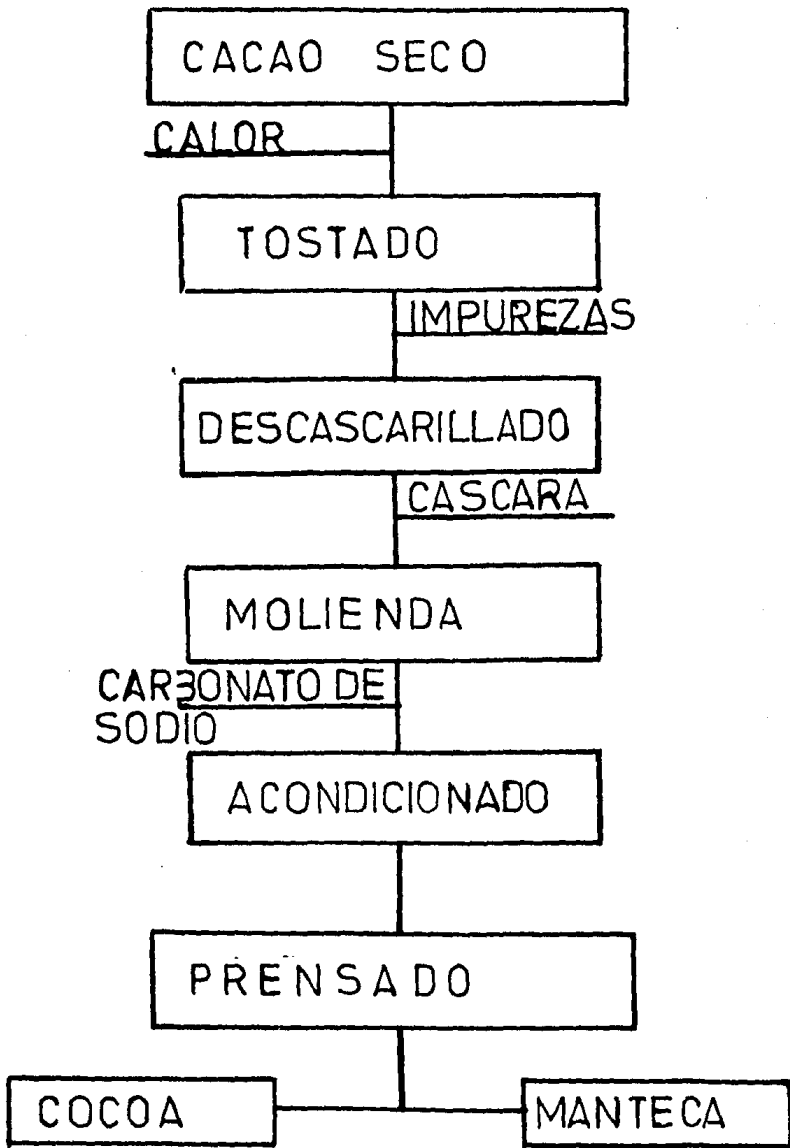 CACAO SECO
CALOR
TOSTADO
IMPUREZAS
DESCASCARILLADO
CASCARA
MOLIENDA
CARBONATO DE
SODIO
ACONDICIONADO
PRENSADO
COCOA MANTECA